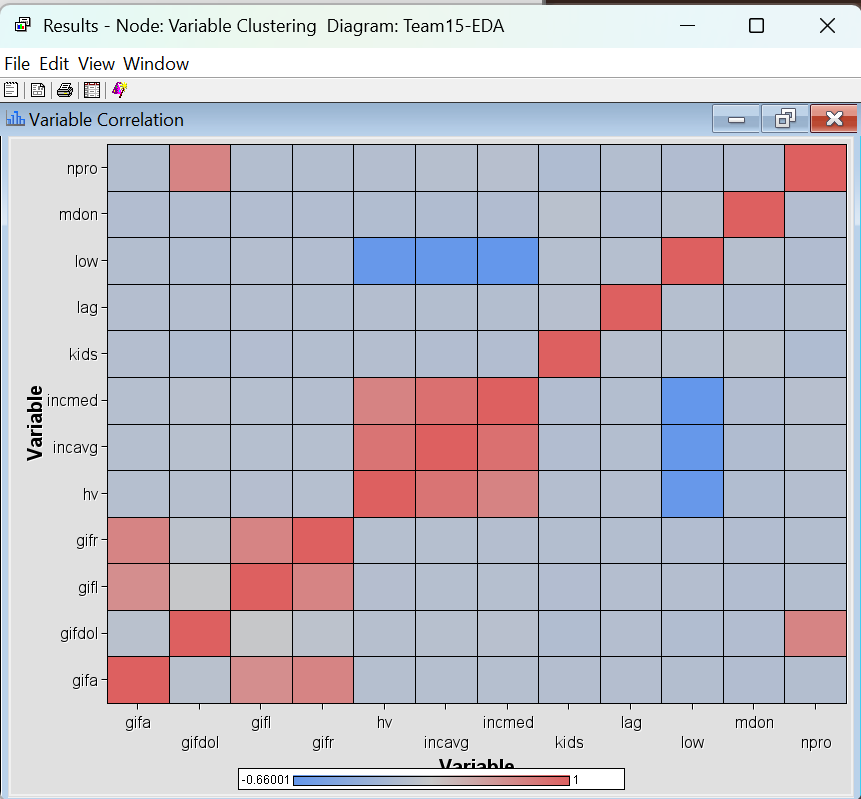 Results - Node: Variable Clustering Diagram: Team15-EDA
File Edit View Window
Variable Correlation
Variable
npro
mdon
low
lag
kids
incmed
incavg
hv
gifr
gifl
gifdol
gifa
gifa gifl hv incmed lag mdon
gifdol gifr incavg kids low npro
Variable
-0.66001 1